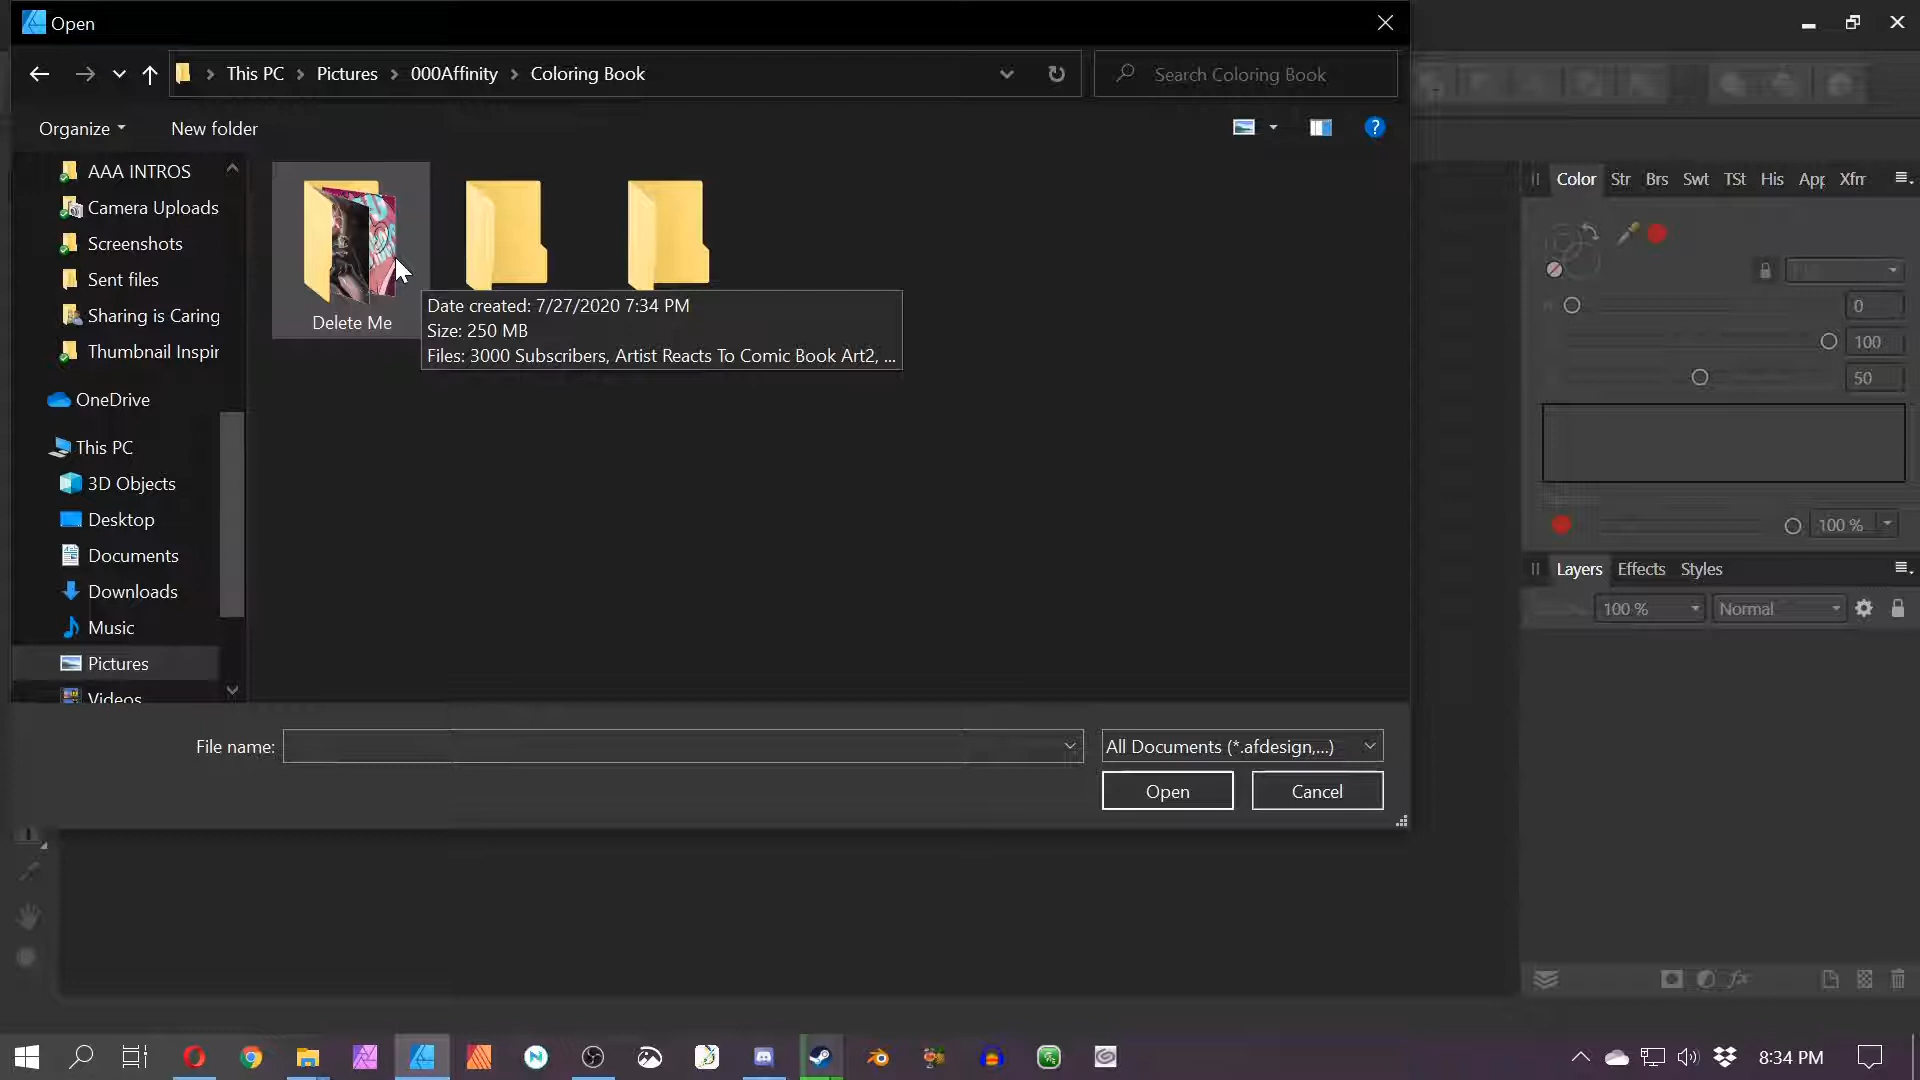 Open
This PC
Pictures
000Affinity
Coloring Book
Search Coloring Book
Organize
New folder
AAA INTROS
Camera Uploads
Screenshots
Sent files
Sharing is Caring
Thumbnail Inspir
OneDrive
This PC
3D Objects
Desktop
Documents
Downloads
Music
Pictures
Videos
Delete Me
Date created: 7/27/2020 7:34 PM
Size: 250 MB
Files: 3000 Subscribers, Artist Reacts To Comic Book Art2, ...
File name:
All Documents (*.afdesign,...)
Open
Cancel
Color Str Brs Swt TSt His App Xfrr
0
100
50
100 %
Layers Effects Styles
100 %
Normal
fx
8:34 PM